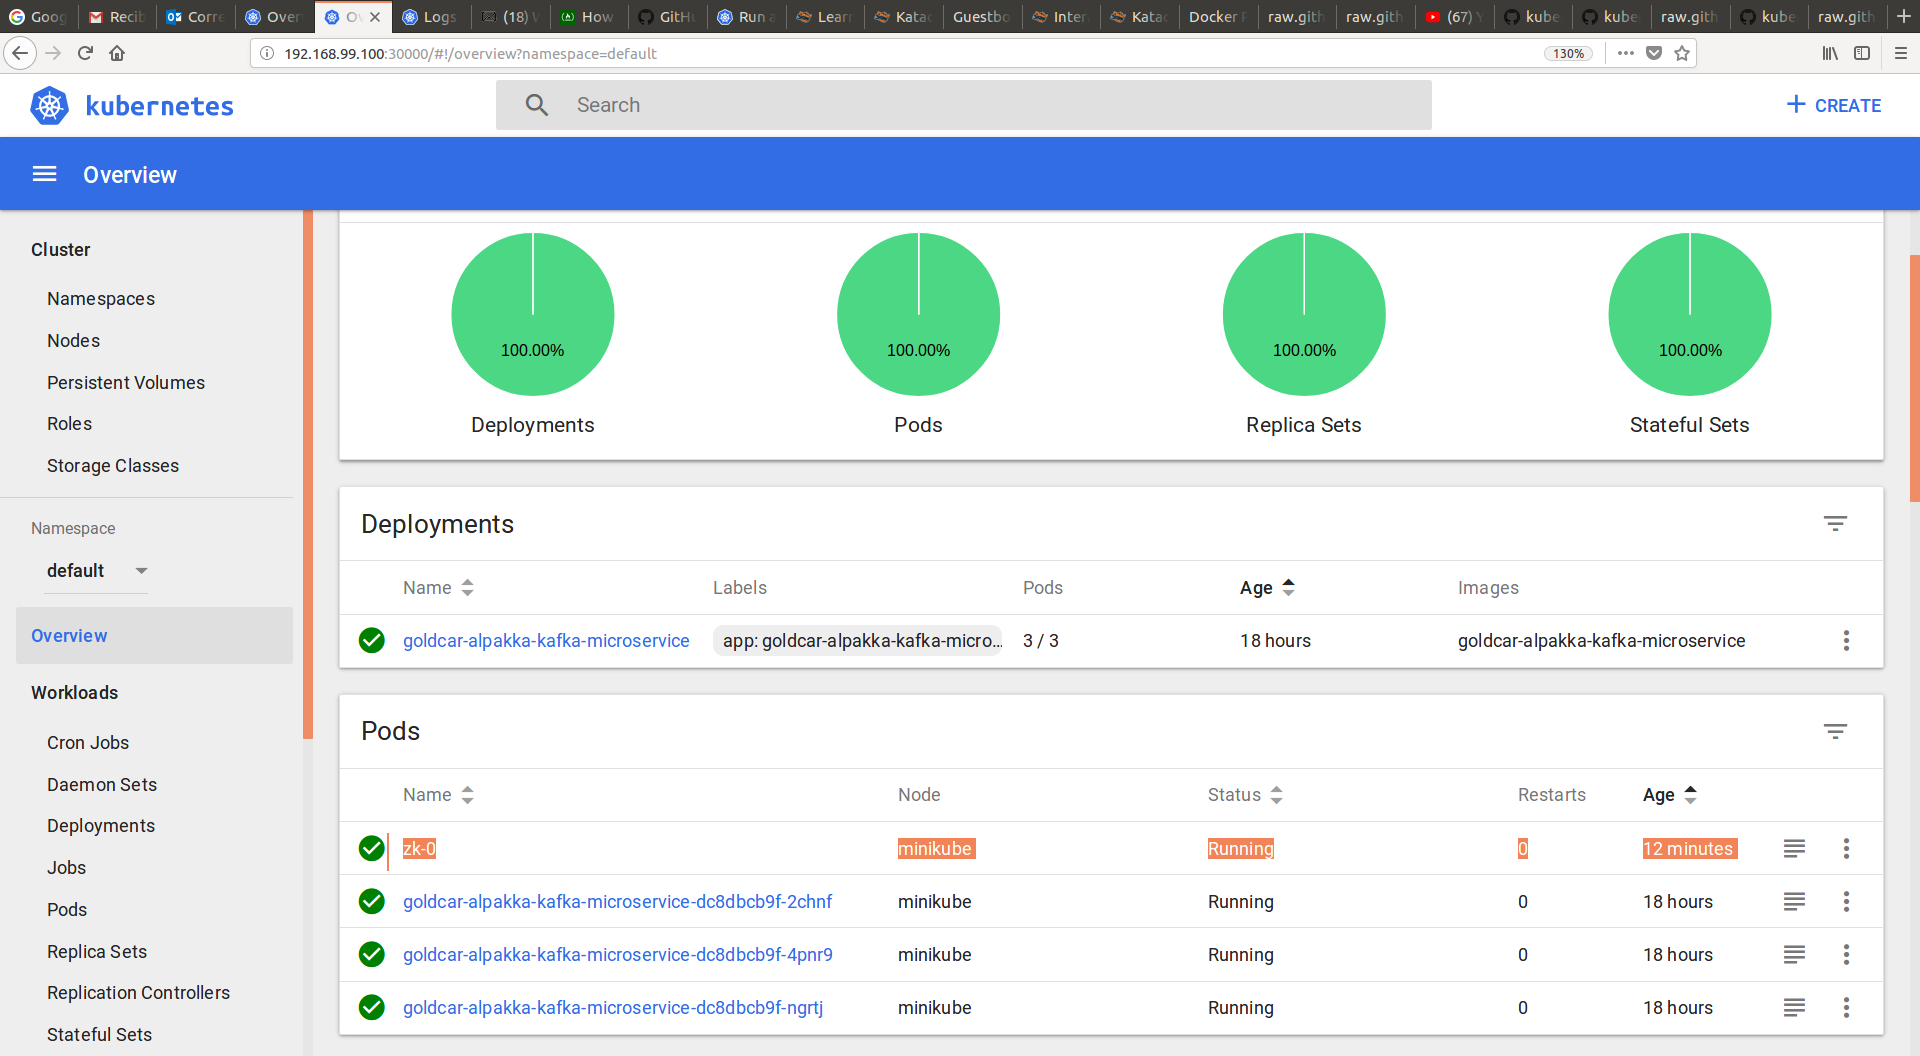 Goog Recib Corre Over O Logs (18) How GitHu Run a Learn Katac Guestbo Inter Katac Docker raw.gith raw.gith (67) Y kube kube raw.gith kube raw.gith
192.168.99.100:30000/#!/overview?namespace=default 130%
kubernetes Search CREATE
Overview
Cluster
Namespaces
Nodes
Persistent Volumes
Roles
Storage Classes
Namespace
default
Overview
Workloads
Cron Jobs
Daemon Sets
Deployments
Jobs
Pods
Replica Sets
Replication Controllers
Stateful Sets
100.00% 100.00% 100.00% 100.00%
Deployments Pods Replica Sets Stateful Sets
Deployments
Name Labels Pods Age Images
goldcar-alpakka-kafka-microservice app: goldcar-alpakka-kafka-micro… 3 / 3 18 hours goldcar-alpakka-kafka-microservice
Pods
Name Node Status Restarts Age
zk-0 minikube Running 0 12 minutes
goldcar-alpakka-kafka-microservice-dc8dbcb9f-2chnf minikube Running 0 18 hours
goldcar-alpakka-kafka-microservice-dc8dbcb9f-4pnr9 minikube Running 0 18 hours
goldcar-alpakka-kafka-microservice-dc8dbcb9f-ngrtj minikube Running 0 18 hours